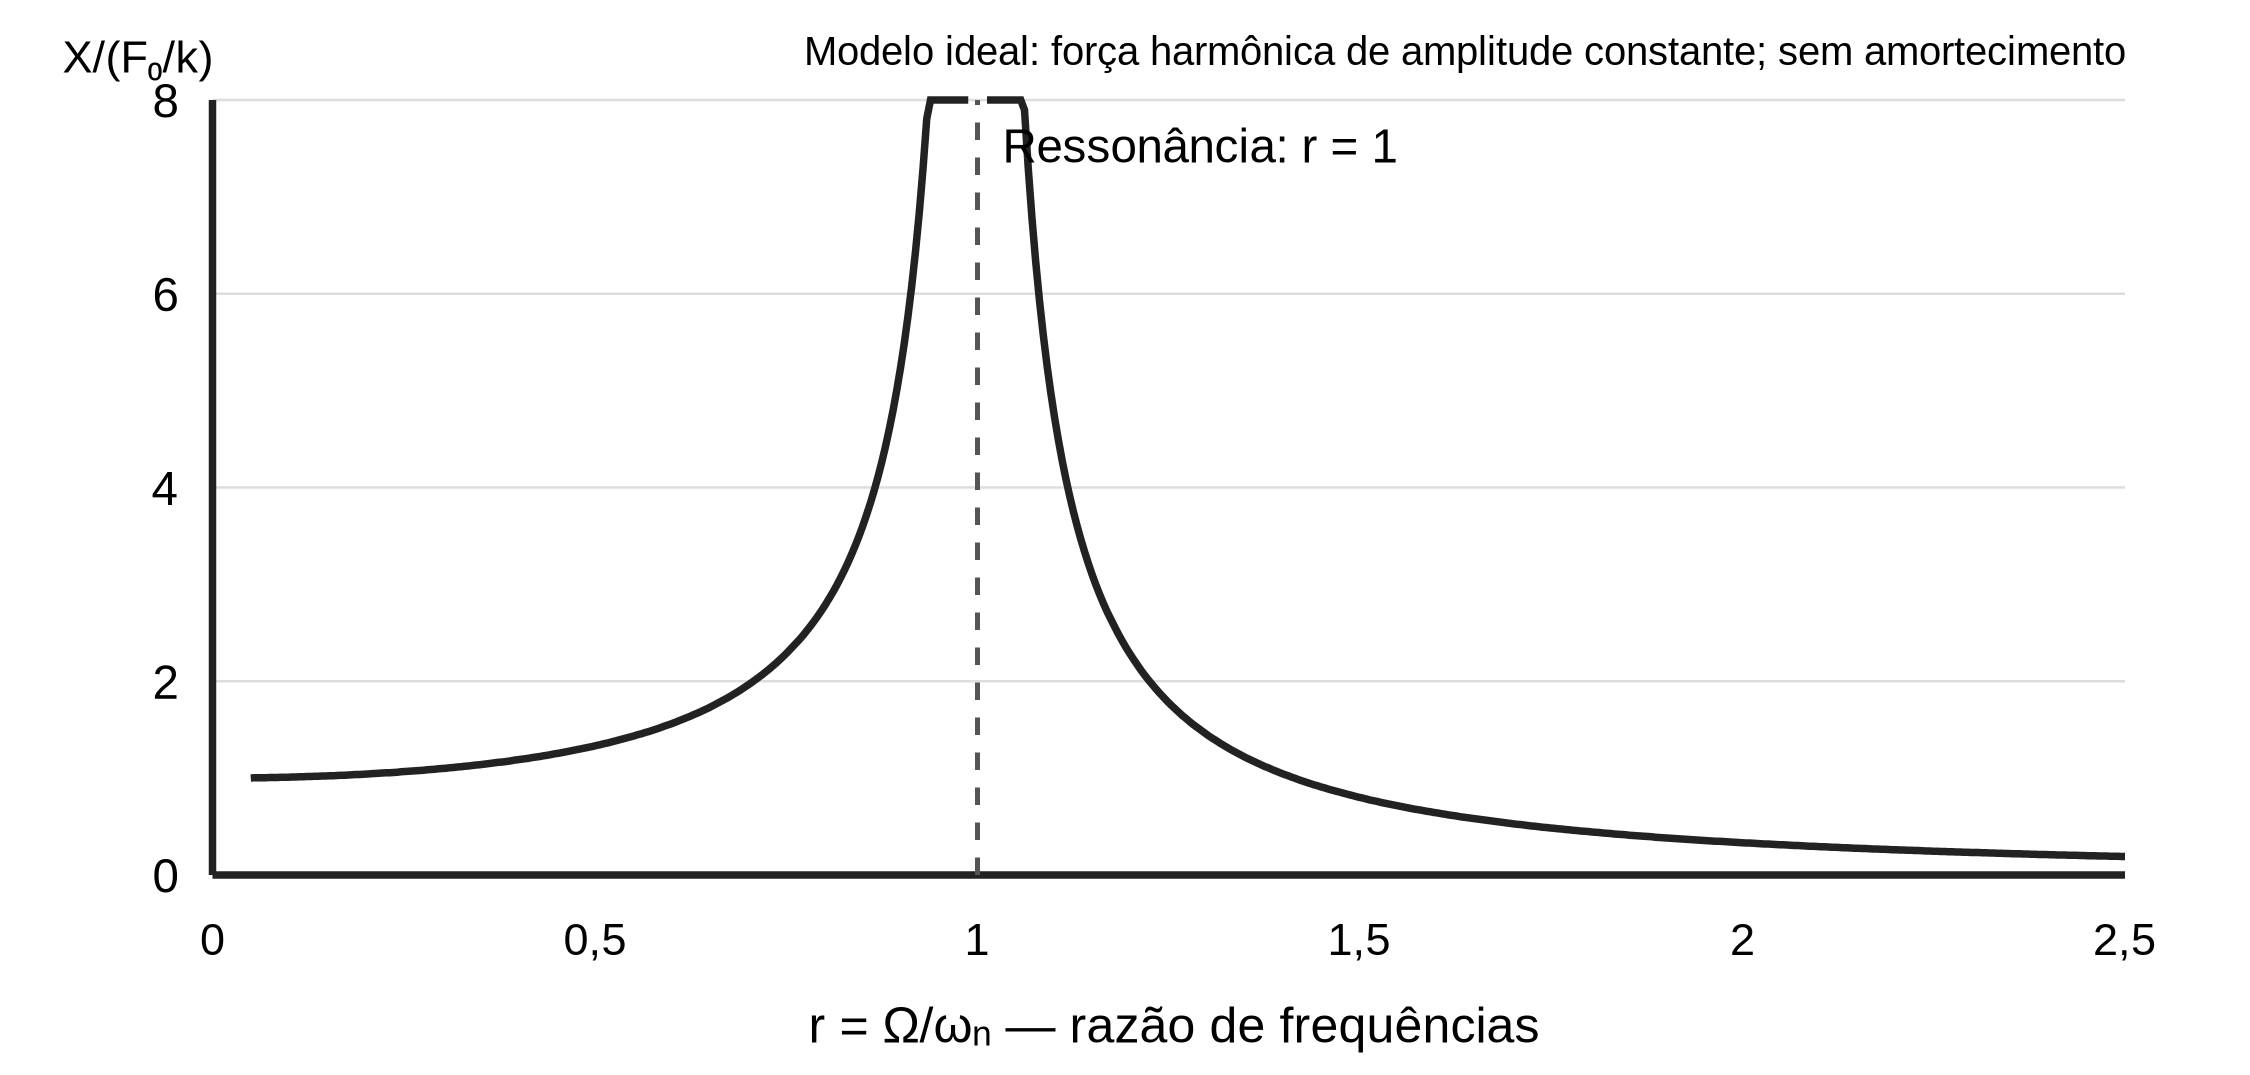 X/(F₀/k)
Modelo ideal: força harmônica de amplitude constante; sem amortecimento
8
Ressonância: r = 1
6
4
2
0
0 0,5 1 1,5 2 2,5
r = Ω/ωₙ — razão de frequências